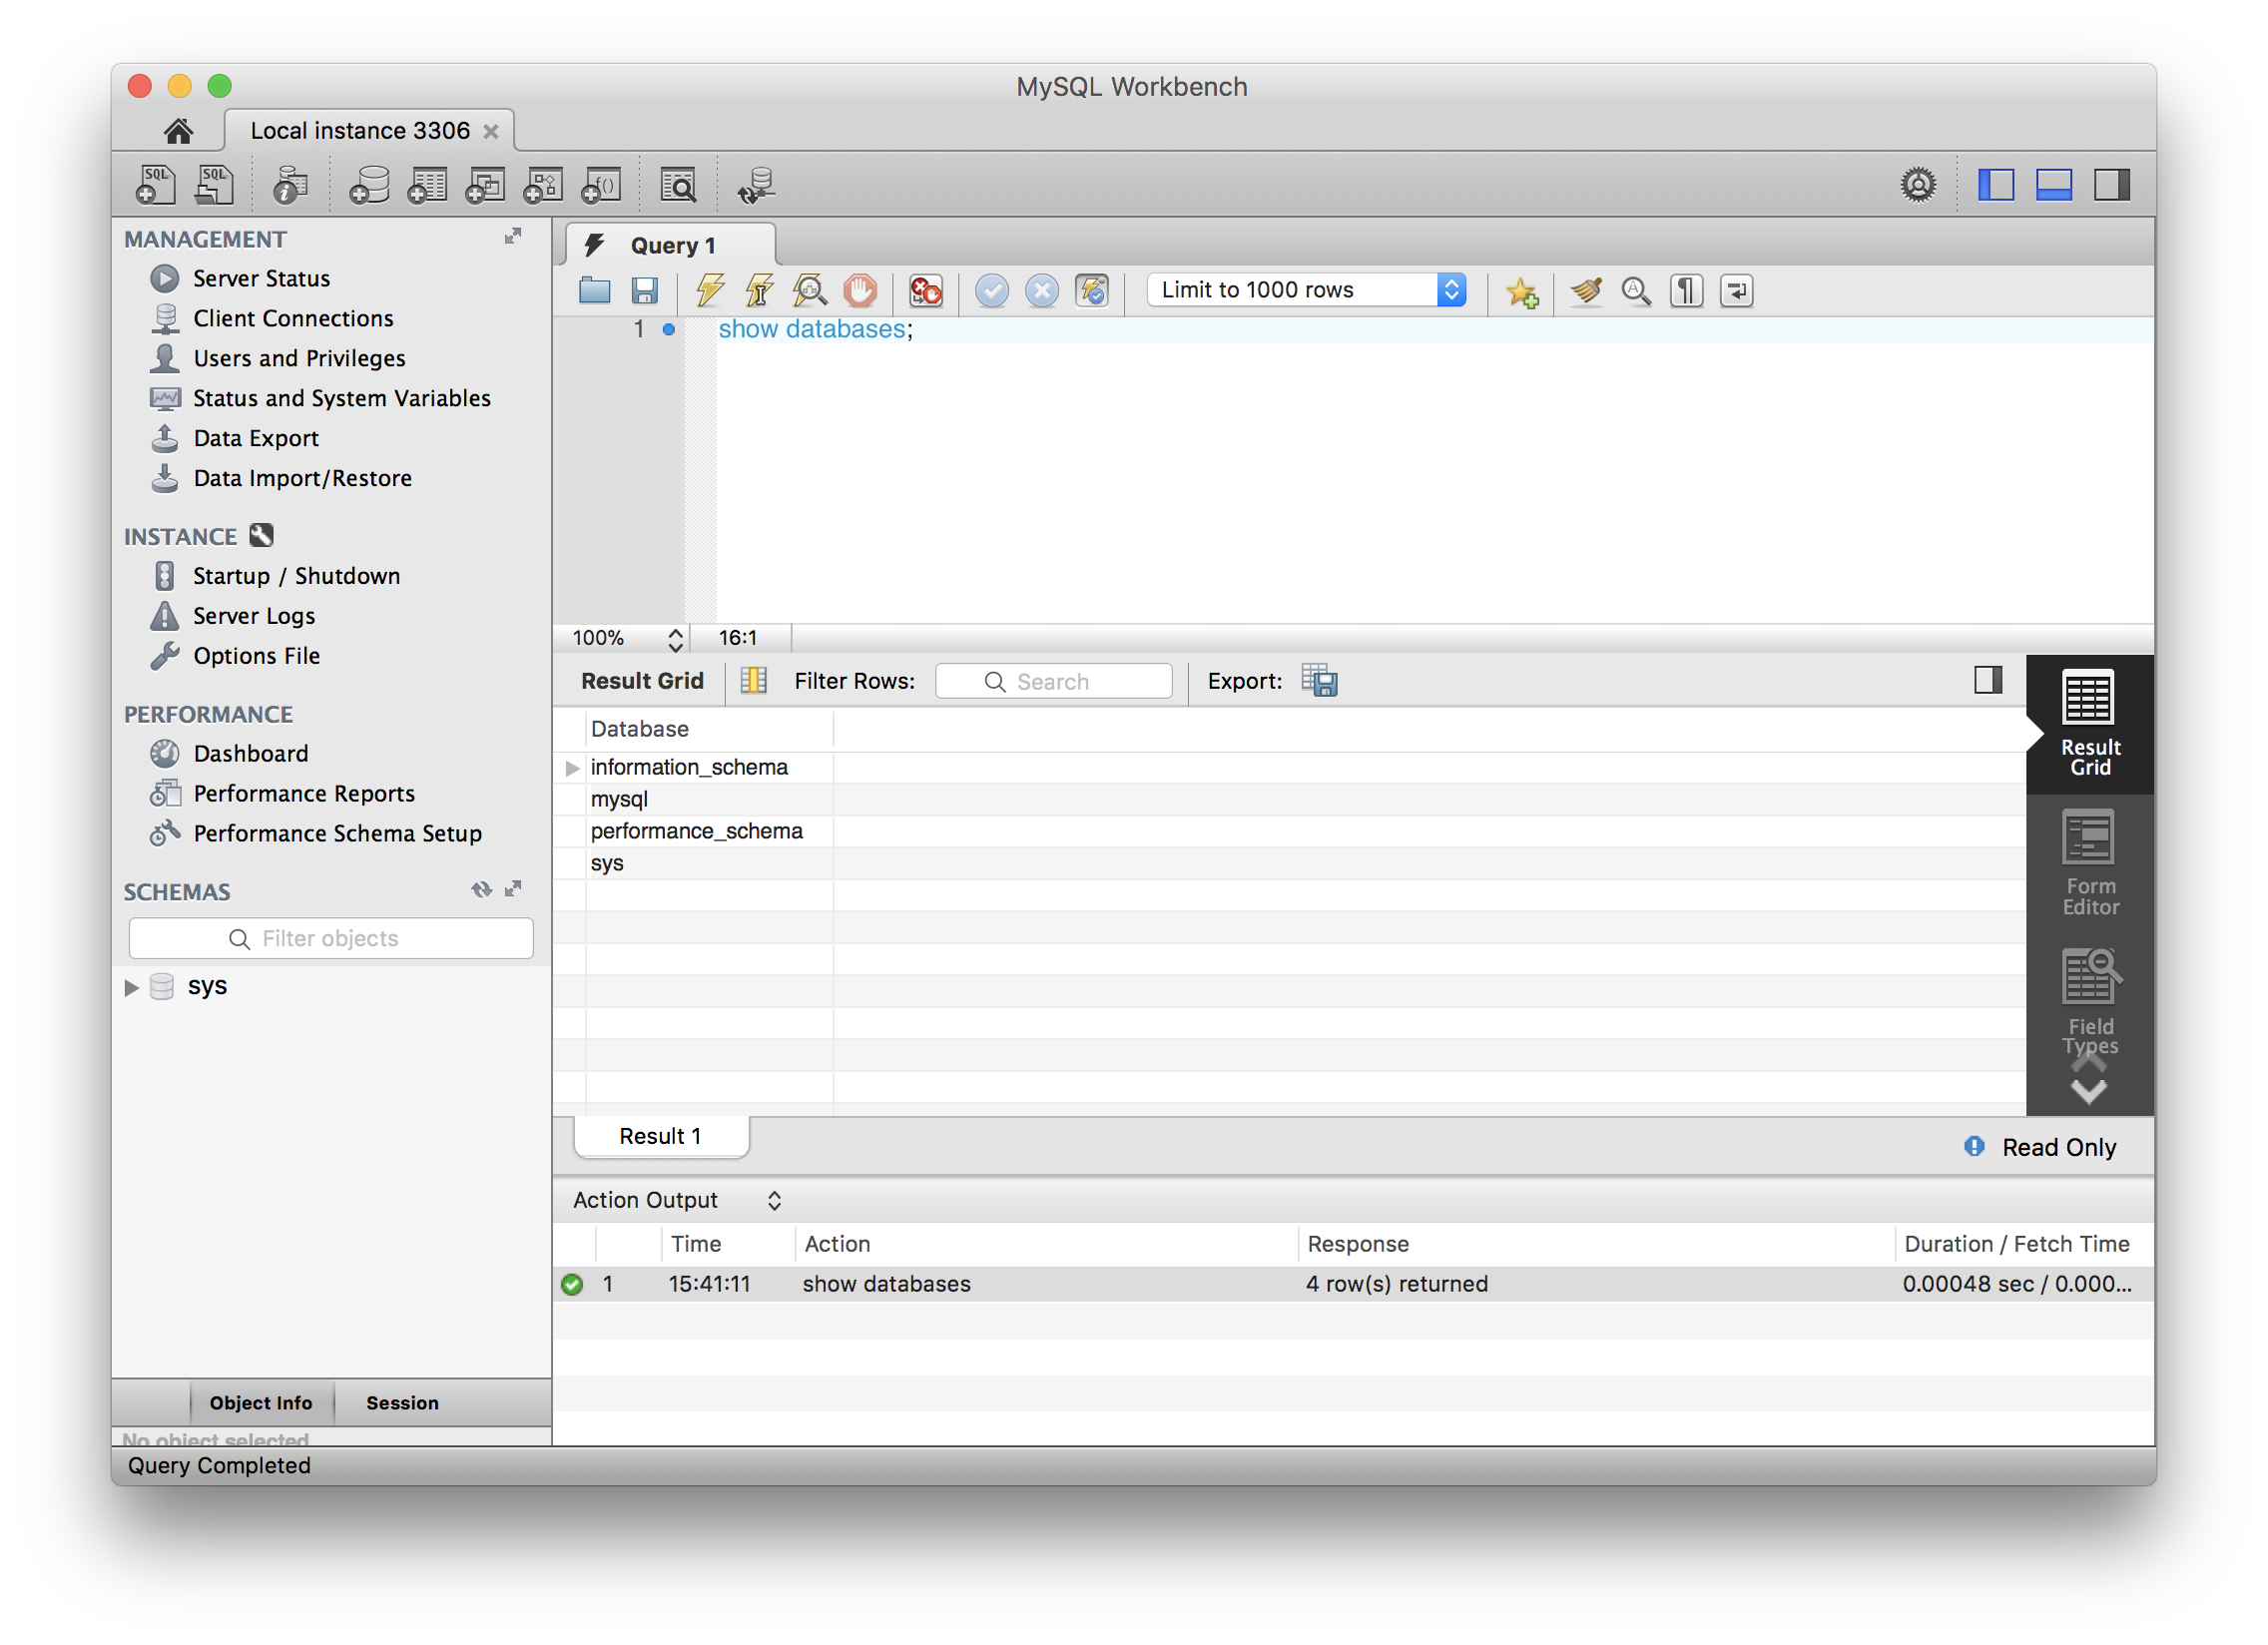 MySQL Workbench
Local instance 3306
SQL
SQL
f()
MANAGEMENT
Server Status
Client Connections
Users and Privileges
Status and System Variables
Data Export
Data Import/Restore
INSTANCE
Startup / Shutdown
Server Logs
Options File
PERFORMANCE
Dashboard
Performance Reports
Performance Schema Setup
SCHEMAS
Filter objects
sys
Object Info
Session
No object selected
Query 1
Limit to 1000 rows
1
show databases;
100%
16:1
Result Grid
Filter Rows:
Search
Export:
Database
information_schema
mysql
performance_schema
sys
Result
Grid
Form
Editor
Field
Types
Result 1
Read Only
Action Output
Time Action Response Duration / Fetch Time
1 15:41:11 show databases 4 row(s) returned 0.00048 sec / 0.000...
Query Completed